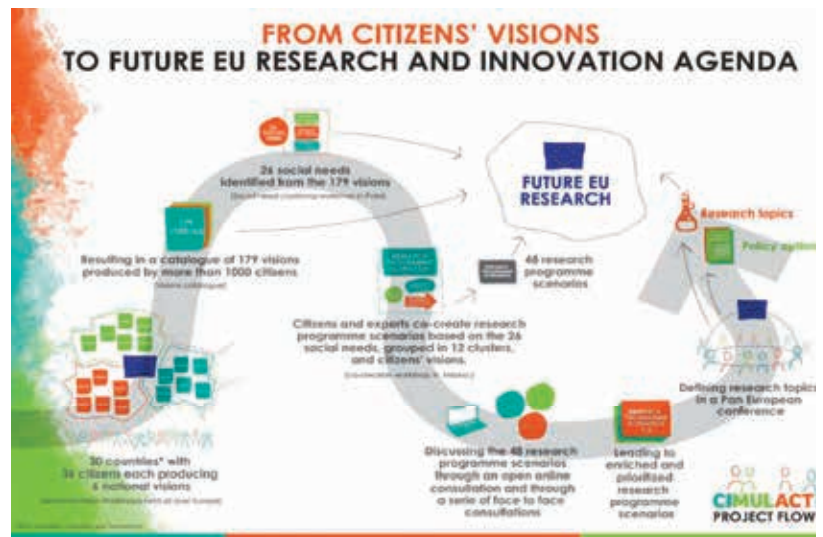 FROM CITIZENS' VISIONS
TO FUTURE EU RESEARCH AND INNOVATION AGENDA
26 social needs
identified from the 179 visions
FUTURE EU
RESEARCH
Research topics
Policy option
Resulting in a catalogue of 179 visions
produced by more than 1000 citizens
48 research
programme
scenarios
Citizens and experts co-create research
programme scenarios based on the 26
social needs, grouped in 12 clusters,
and citizens' visions.
Defining research topics
in a Pan European
conference
30 countries* with
36 citizens each producing
6 national visions
Discussing the 48 research
programme scenarios
through an open online
consultation and through
a serie of face to face
consultations
Leading to
enriched and
prioritized
research
programme
scenarios
CIMULACT
PROJECT FLOW